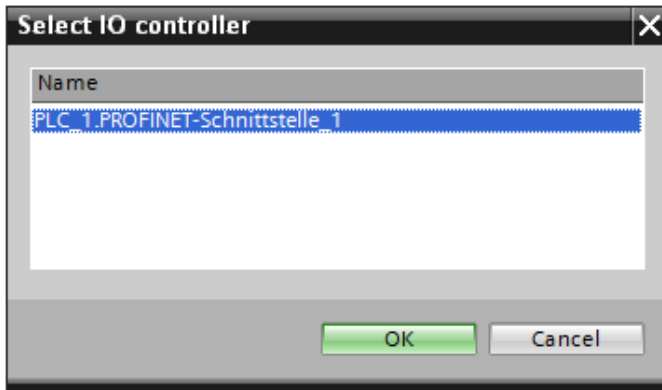 Select IO controller
Name
PLC_1.PROFINET-Schnittstelle_1
OK
Cancel